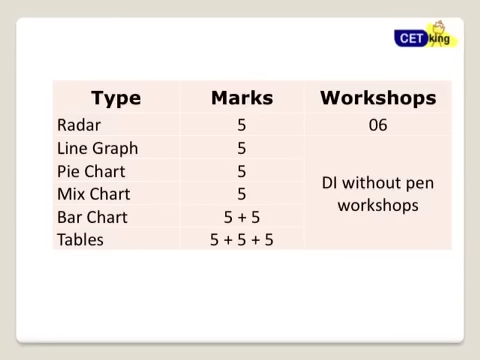 CET king
Type Marks Workshops
Radar 5 06
Line Graph 5
Pie Chart 5
Mix Chart 5
Bar Chart 5 + 5
Tables 5 + 5 + 5
DI without pen
workshops